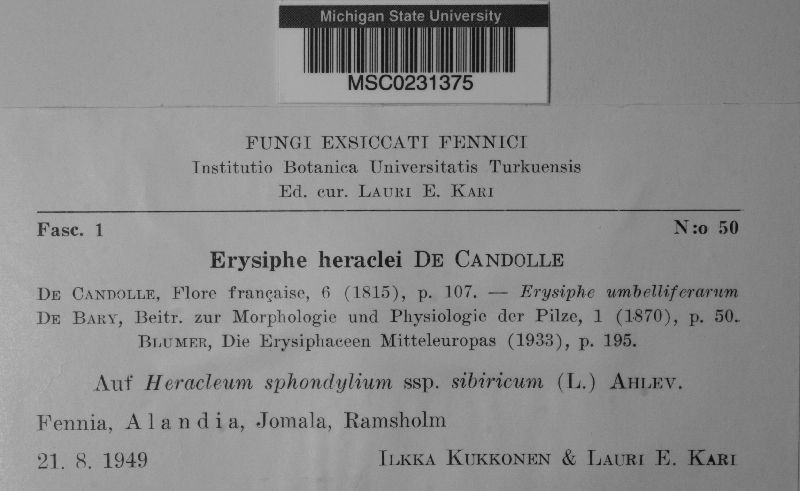 Michigan State University
MSC0231375
FUNGI EXSICCATI FENNICI
Institutio Botanica Universitatis Turkuensis
Ed. cur. LAURI E. KARI
Fasc. 1 N:o 50
Erysiphe heraclei DE CANDOLLE
DE CANDOLLE, Flore française, 6 (1815), p. 107. — Erysiphe umbelliferarum
DE BARY, Beitr. zur Morphologie und Physiologie der Pilze, 1 (1870), p. 50.
BLUMER, Die Erysiphaceen Mitteleuropas (1933), p. 195.
Auf Heracleum sphondylium ssp. sibiricum (L.) AHLEV.
Fennia, Alandia, Jomala, Ramsholm
21. 8. 1949 ILKKA KUKKONEN & LAURI E. KARI